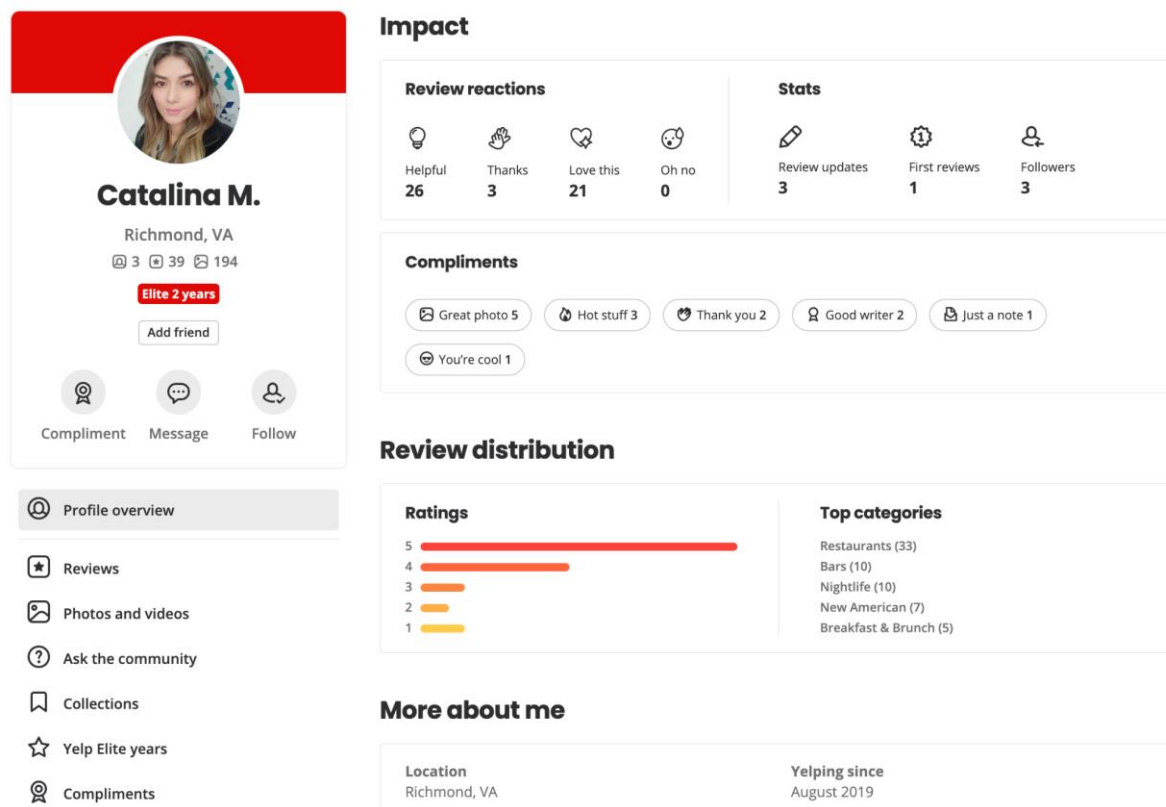 Catalina M.
Richmond, VA
3 39 194
Elite 2 years
Add friend
Compliment Message Follow
Profile overview
Reviews
Photos and videos
Ask the community
Collections
Yelp Elite years
Compliments
Impact
Review reactions
Helpful Thanks Love this Oh no
26 3 21 0
Stats
1
Review updates First reviews Followers
3 1 3
Compliments
Great photo 5 Hot stuff 3 Thank you 2 Good writer 2 Just a note 1
You're cool 1
Review distribution
Ratings
5
4
3
2
1
Top categories
Restaurants (33)
Bars (10)
Nightlife (10)
New American (7)
Breakfast & Brunch (5)
More about me
Location
Richmond, VA
Yelping since
August 2019